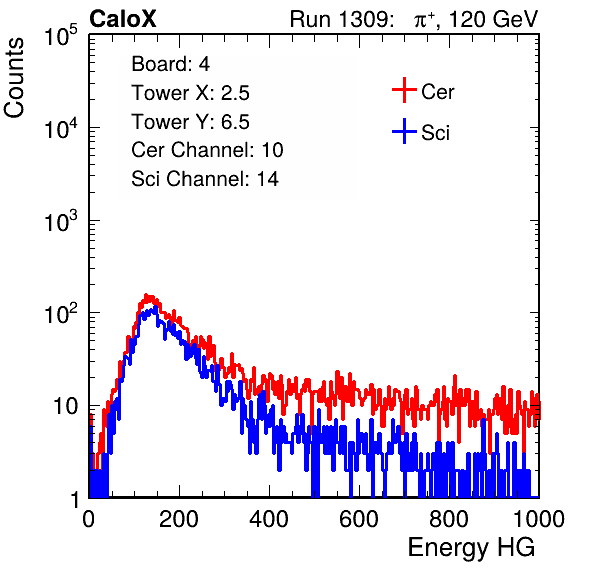 CaloX Run 1309: π⁺, 120 GeV
Counts
10⁵
10⁴
10³
10²
10
1
Board: 4
Tower X: 2.5
Tower Y: 6.5
Cer Channel: 10
Sci Channel: 14
Cer
Sci
0 200 400 600 800 1000
Energy HG